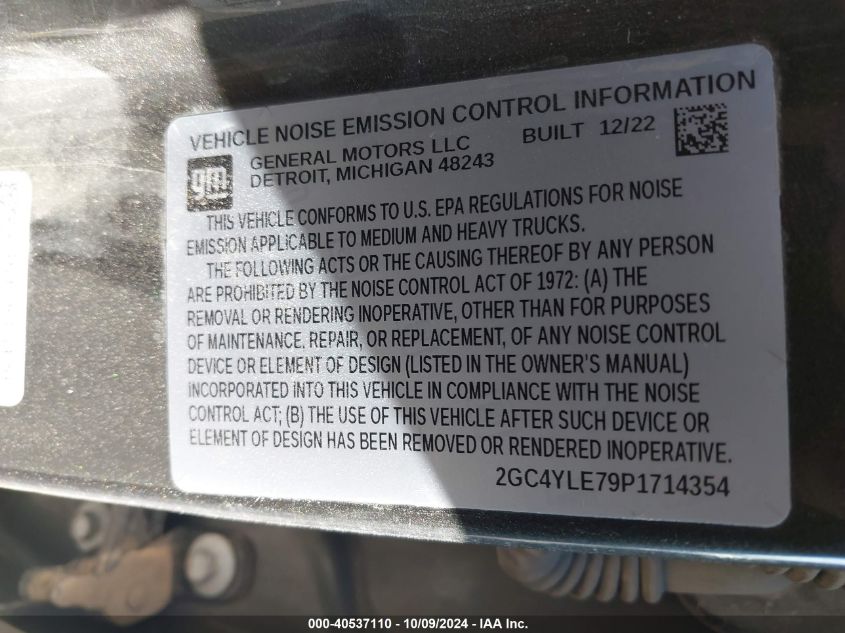 VEHICLE NOISE EMISSION CONTROL INFORMATION
gm
GENERAL MOTORS LLC BUILT 12/22
DETROIT, MICHIGAN 48243
THIS VEHICLE CONFORMS TO U.S. EPA REGULATIONS FOR NOISE
EMISSION APPLICABLE TO MEDIUM AND HEAVY TRUCKS.
THE FOLLOWING ACTS OR THE CAUSING THEREOF BY ANY PERSON
ARE PROHIBITED BY THE NOISE CONTROL ACT OF 1972: (A) THE
REMOVAL OR RENDERING INOPERATIVE, OTHER THAN FOR PURPOSES
OF MAINTENANCE, REPAIR, OR REPLACEMENT, OF ANY NOISE CONTROL
DEVICE OR ELEMENT OF DESIGN (LISTED IN THE OWNER'S MANUAL)
INCORPORATED INTO THIS VEHICLE IN COMPLIANCE WITH THE NOISE
CONTROL ACT; (B) THE USE OF THIS VEHICLE AFTER SUCH DEVICE OR
ELEMENT OF DESIGN HAS BEEN REMOVED OR RENDERED INOPERATIVE.
2GC4YLE79P1714354
000-40537110 - 10/09/2024 - IAA Inc.